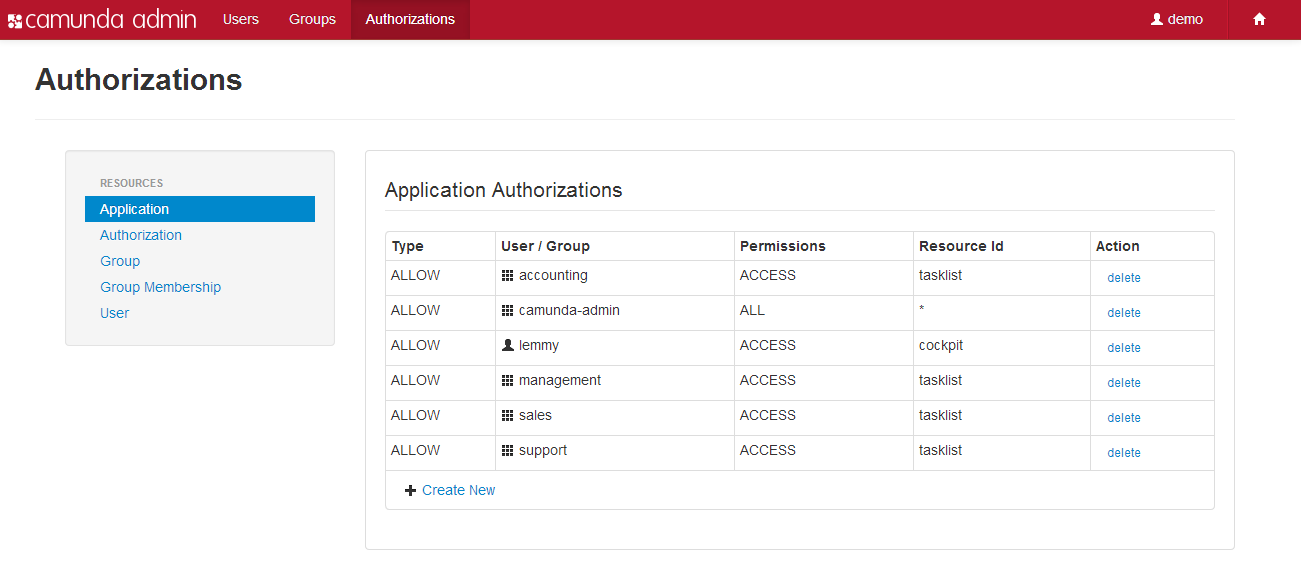 camunda admin Users Groups Authorizations demo
Authorizations
RESOURCES
Application
Authorization
Group
Group Membership
User
Application Authorizations
Type User / Group Permissions Resource Id Action
ALLOW accounting ACCESS tasklist delete
ALLOW camunda-admin ALL * delete
ALLOW lemmy ACCESS cockpit delete
ALLOW management ACCESS tasklist delete
ALLOW sales ACCESS tasklist delete
ALLOW support ACCESS tasklist delete
Create New